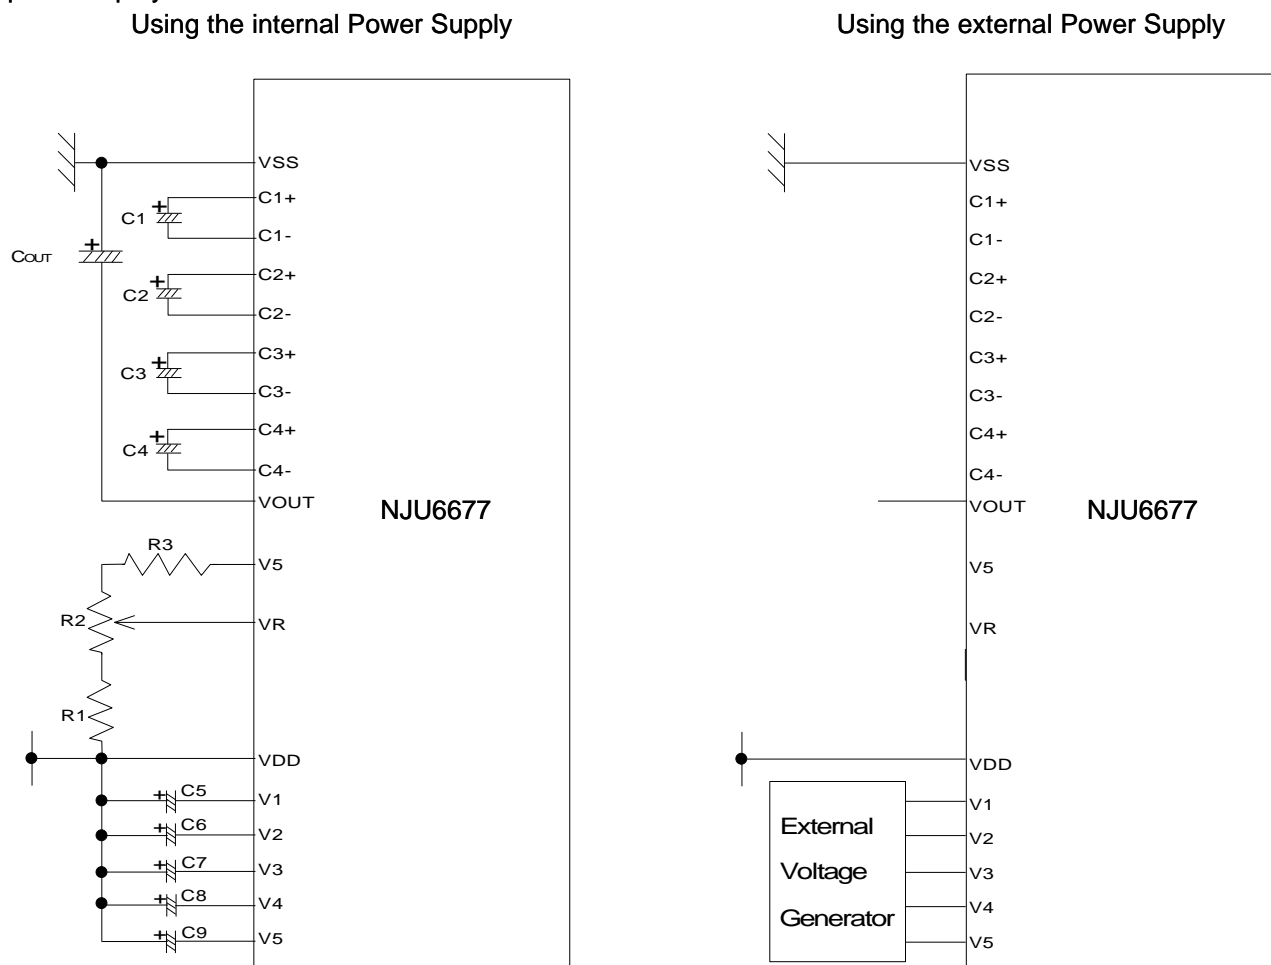 Using the internal Power Supply
VSS
C1+
C1
C1-
COUT
C2+
C2
C2-
C3+
C3
C3-
C4+
C4
C4-
VOUT
NJU6677
R3
V5
R2
VR
R1
VDD
C5
V1
C6
V2
C7
V3
C8
V4
C9
V5
Using the external Power Supply
VSS
C1+
C1-
C2+
C2-
C3+
C3-
C4+
C4-
VOUT
NJU6677
V5
VR
VDD
External
Voltage
Generator
V1
V2
V3
V4
V5